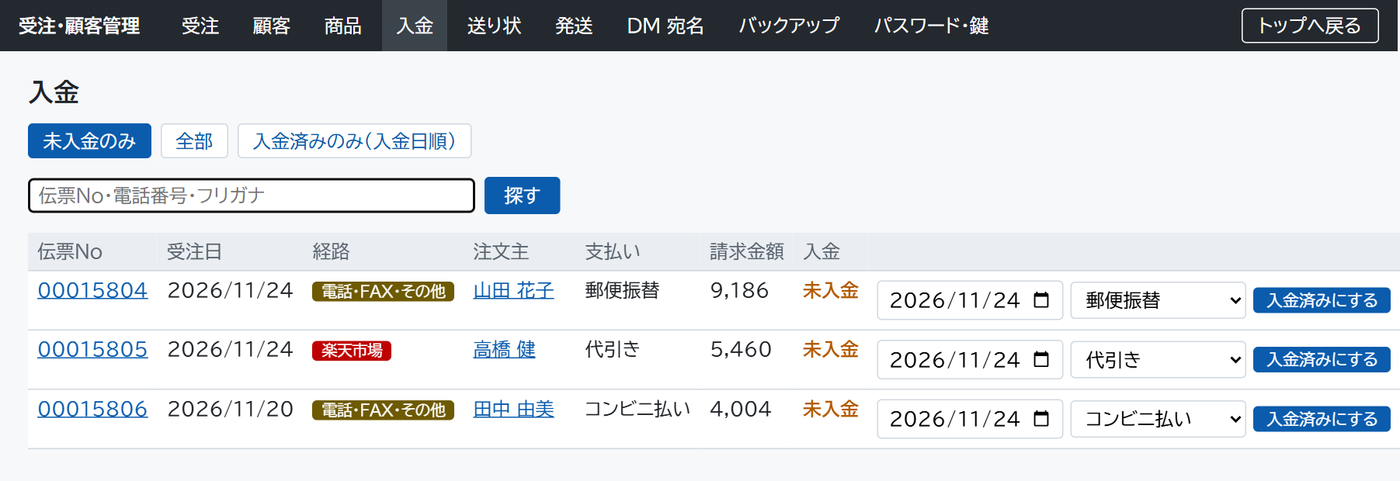 受注・顧客管理 受注 顧客 商品 入金 送り状 発送 DM 宛名 バックアップ パスワード・鍵 トップへ戻る
入金
未入金のみ 全部 入金済みのみ(入金日順)
伝票No・電話番号・フリガナ 探す
伝票No 受注日 経路 注文主 支払い 請求金額 入金
00015804 2026/11/24 電話・FAX・その他 山田 花子 郵便振替 9,186 未入金 2026/11/24 郵便振替 入金済みにする
00015805 2026/11/24 楽天市場 高橋 健 代引き 5,460 未入金 2026/11/24 代引き 入金済みにする
00015806 2026/11/20 電話・FAX・その他 田中 由美 コンビニ払い 4,004 未入金 2026/11/24 コンビニ払い 入金済みにする